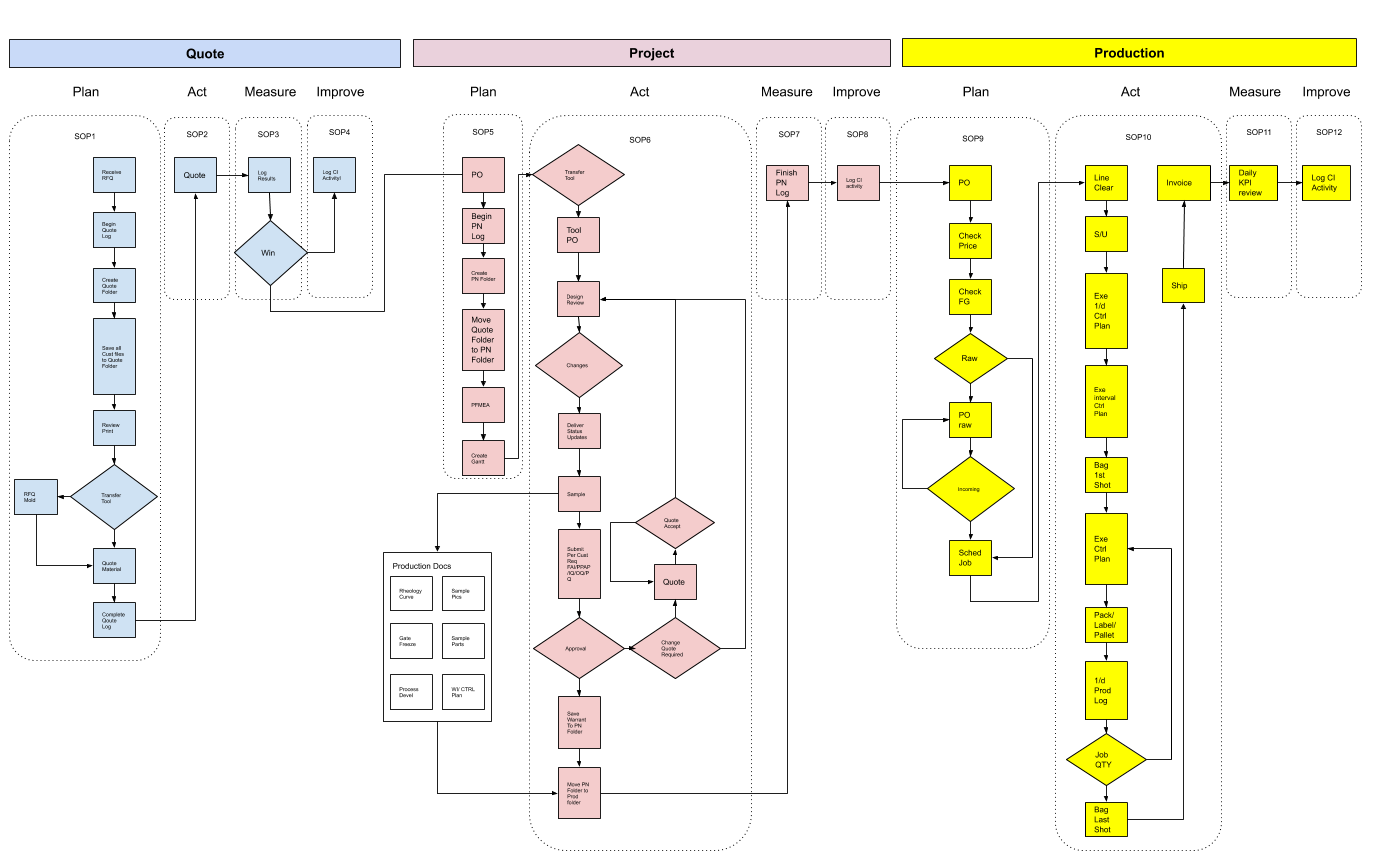 Quote
Project
Production
Plan
Act
Measure
Improve
Plan
Act
Measure
Improve
Plan
Act
Measure
Improve
SOP1
Receive
RFQ
Begin
Quote
Log
Create
Quote
Folder
Save all
Cust files
to Quote
Folder
Review
Print
Transfer
Tool
RFQ
Mold
Quote
Material
Complete
Qoute
Log
SOP2
Quote
SOP3
Log
Results
Win
SOP4
Log CI
Activityl
SOP5
PO
Begin
PN
Log
Create
PN Folder
Move
Quote
Folder
to PN
Folder
PFMEA
Create
Gantt
SOP6
Transfer
Tool
Tool
PO
Design
Review
Changes
Deliver
Status
Updates
Sample
Submit
Per Cust
Req
FAI/PPAP
/IQ/OQ/P
Q
Approval
Change
Quote
Required
Quote
Quote
Accept
Save
Warrant
To PN
Folder
Move PN
Folder to
Prod
folder
Production Docs
Rheology
Curve
Sample
Pics
Gate
Freeze
Sample
Parts
Process
Devel
WI/ CTRL
Plan
SOP7
Finish
PN
Log
SOP8
Log CI
activity
SOP9
PO
Check
Price
Check
FG
Raw
PO
raw
Incoming
Sched
Job
SOP10
Line
Clear
S/U
Exe
1/d
Ctrl
Plan
Exe
interval
Ctrl
Plan
Bag
1st
Shot
Exe
Ctrl
Plan
Pack/
Label/
Pallet
1/d
Prod
Log
Job
QTY
Bag
Last
Shot
Ship
Invoice
SOP11
Daily
KPI
review
SOP12
Log CI
Activity